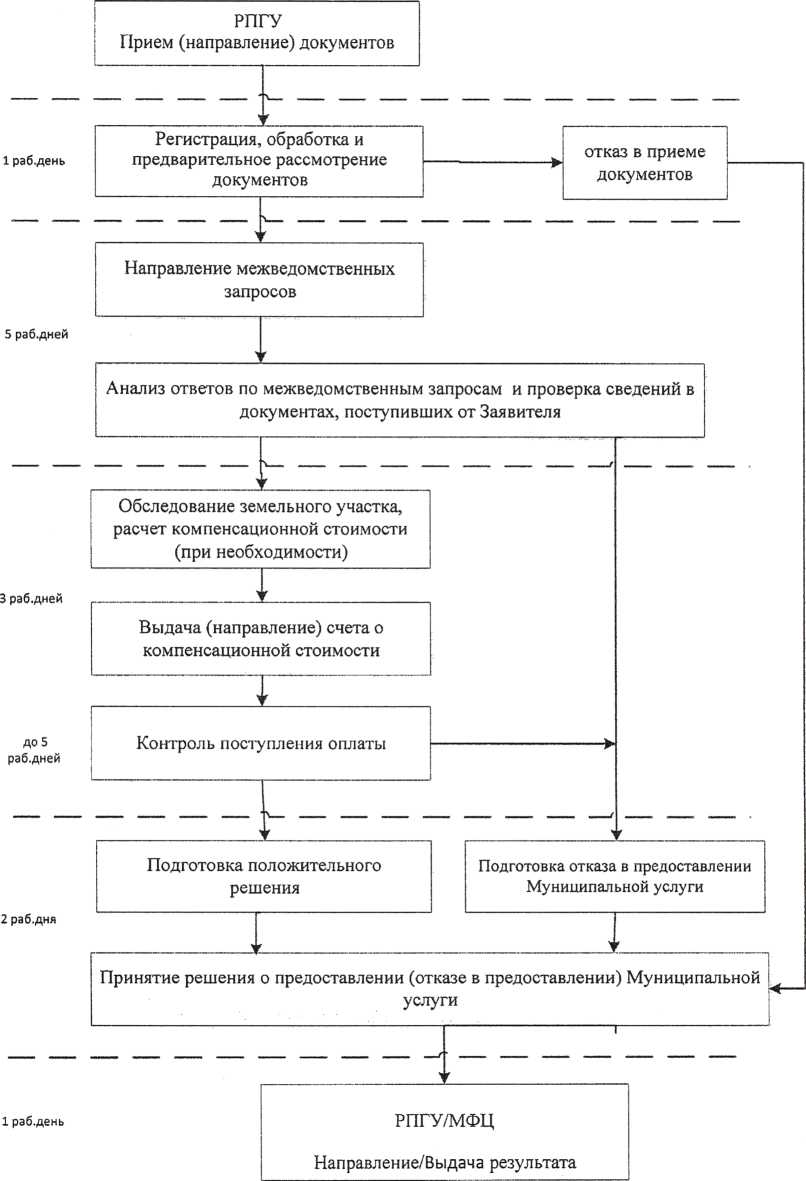 РПГУ
Прием (направление) документов
1 раб.день
Регистрация, обработка и
предварительное рассмотрение
документов
отказ в приеме
документов
Направление межведомственных
запросов
5 раб.дней
Анализ ответов по межведомственным запросам и проверка сведений в
документах, поступивших от Заявителя
Обследование земельного участка,
расчет компенсационной стоимости
(при необходимости)
3 раб.дней
Выдача (направление) счета о
компенсационной стоимости
до 5
раб.дней
Контроль поступления оплаты
Подготовка положительного
решения
Подготовка отказа в предоставлении
Муниципальной услуги
2 раб.дня
Принятие решения о предоставлении (отказе в предоставлении) Муниципальной
услуги
1 раб.день
РПГУ/МФЦ
Направление/Выдача результата